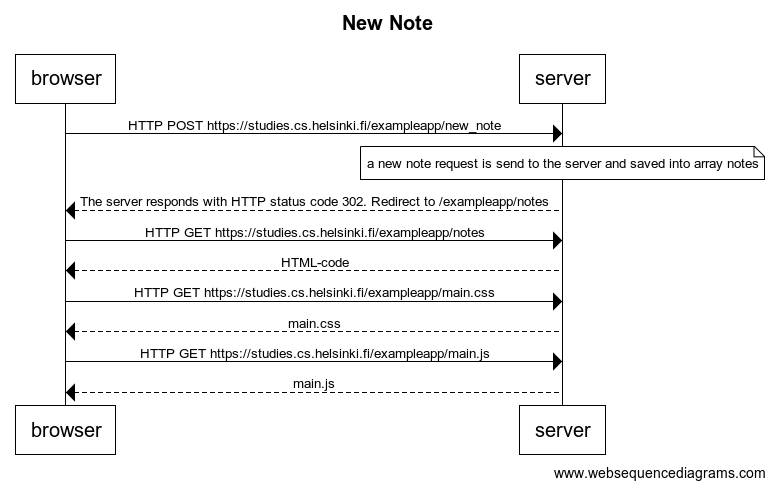 New Note
browser server
HTTP POST https://studies.cs.helsinki.fi/exampleapp/new_note
a new note request is send to the server and saved into array notes
The server responds with HTTP status code 302. Redirect to /exampleapp/notes
HTTP GET https://studies.cs.helsinki.fi/exampleapp/notes
HTML-code
HTTP GET https://studies.cs.helsinki.fi/exampleapp/main.css
main.css
HTTP GET https://studies.cs.helsinki.fi/exampleapp/main.js
main.js
browser server
www.websequencediagrams.com